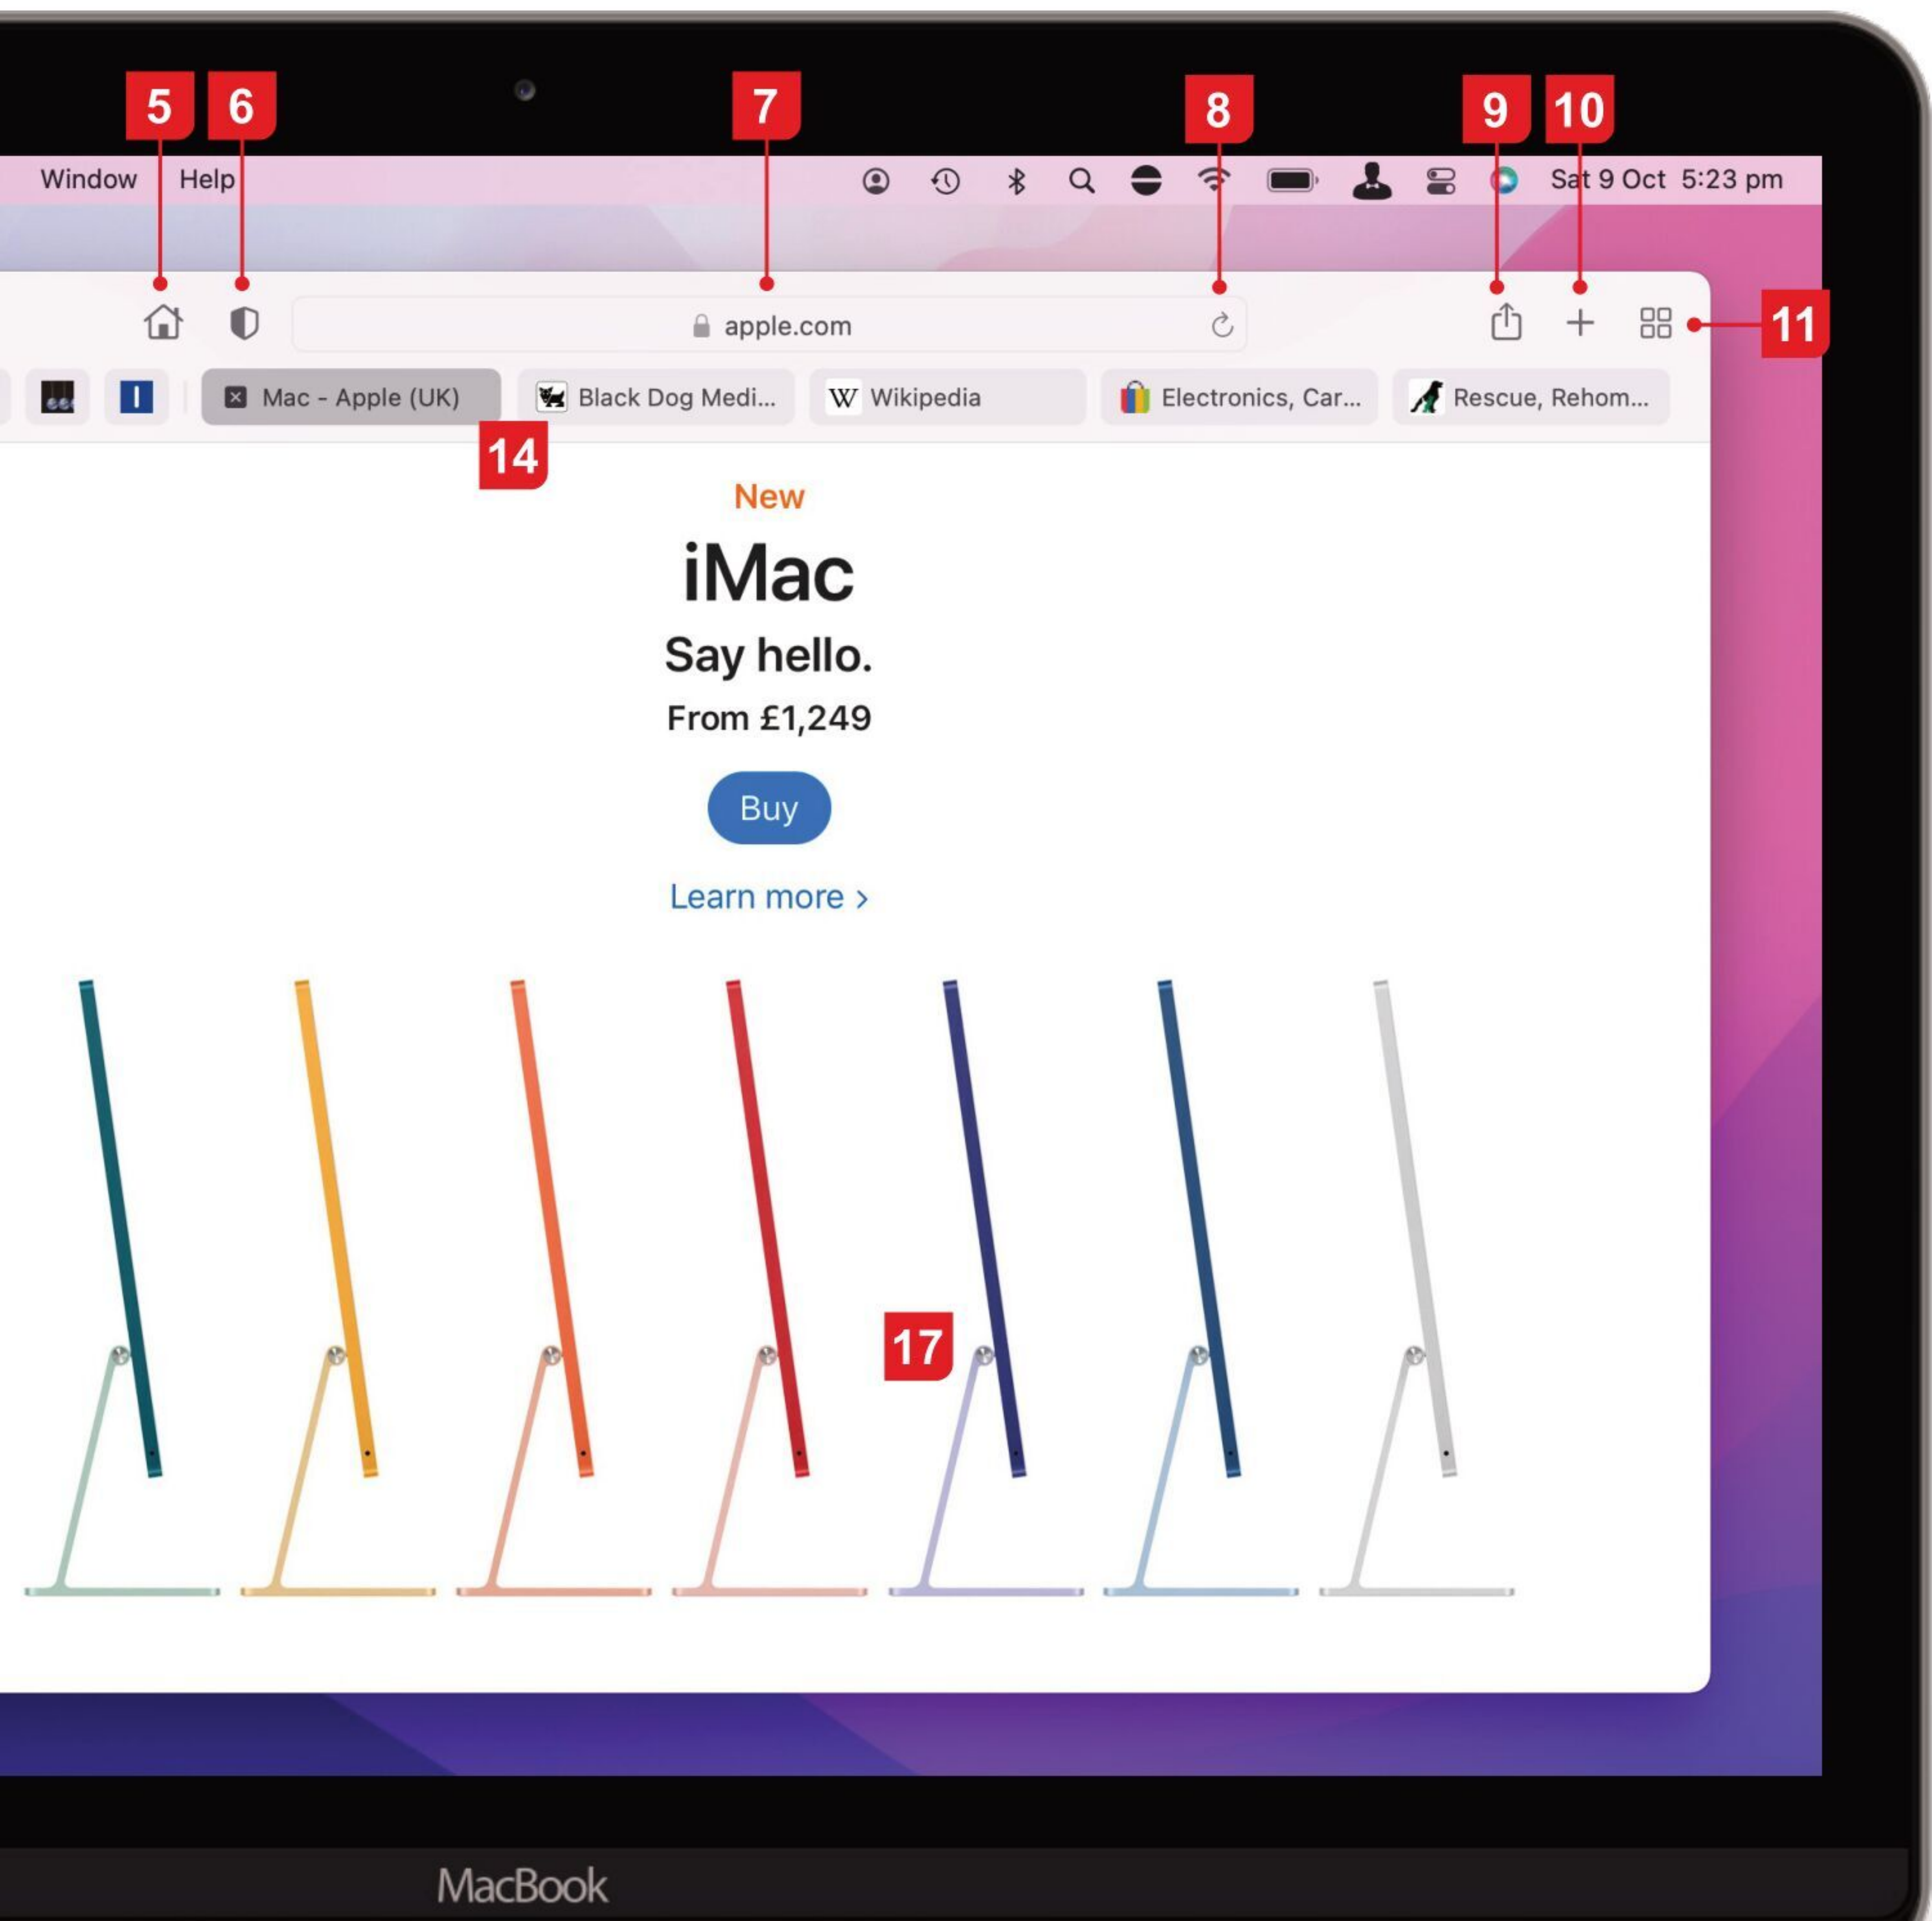 5 6 7 8 9 10
Window Help Sat 9 Oct 5:23 pm
apple.com
11
Mac - Apple (UK) Black Dog Medi... W Wikipedia Electronics, Car... Rescue, Rehom...
14
New
iMac
Say hello.
From £1,249
Buy
Learn more >
17
MacBook